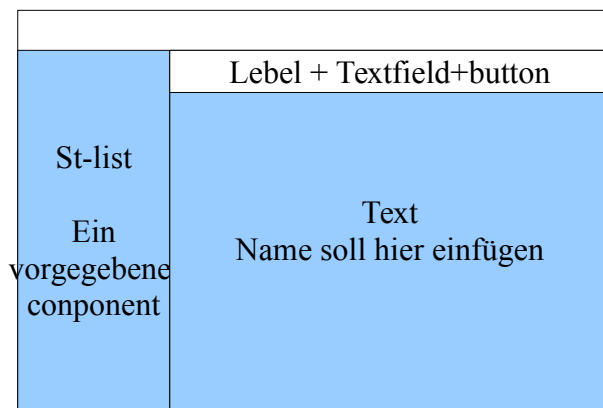 Lebel + Textfield+button
St-list
Ein
vorgegebene
conponent
Text
Name soll hier einfügen